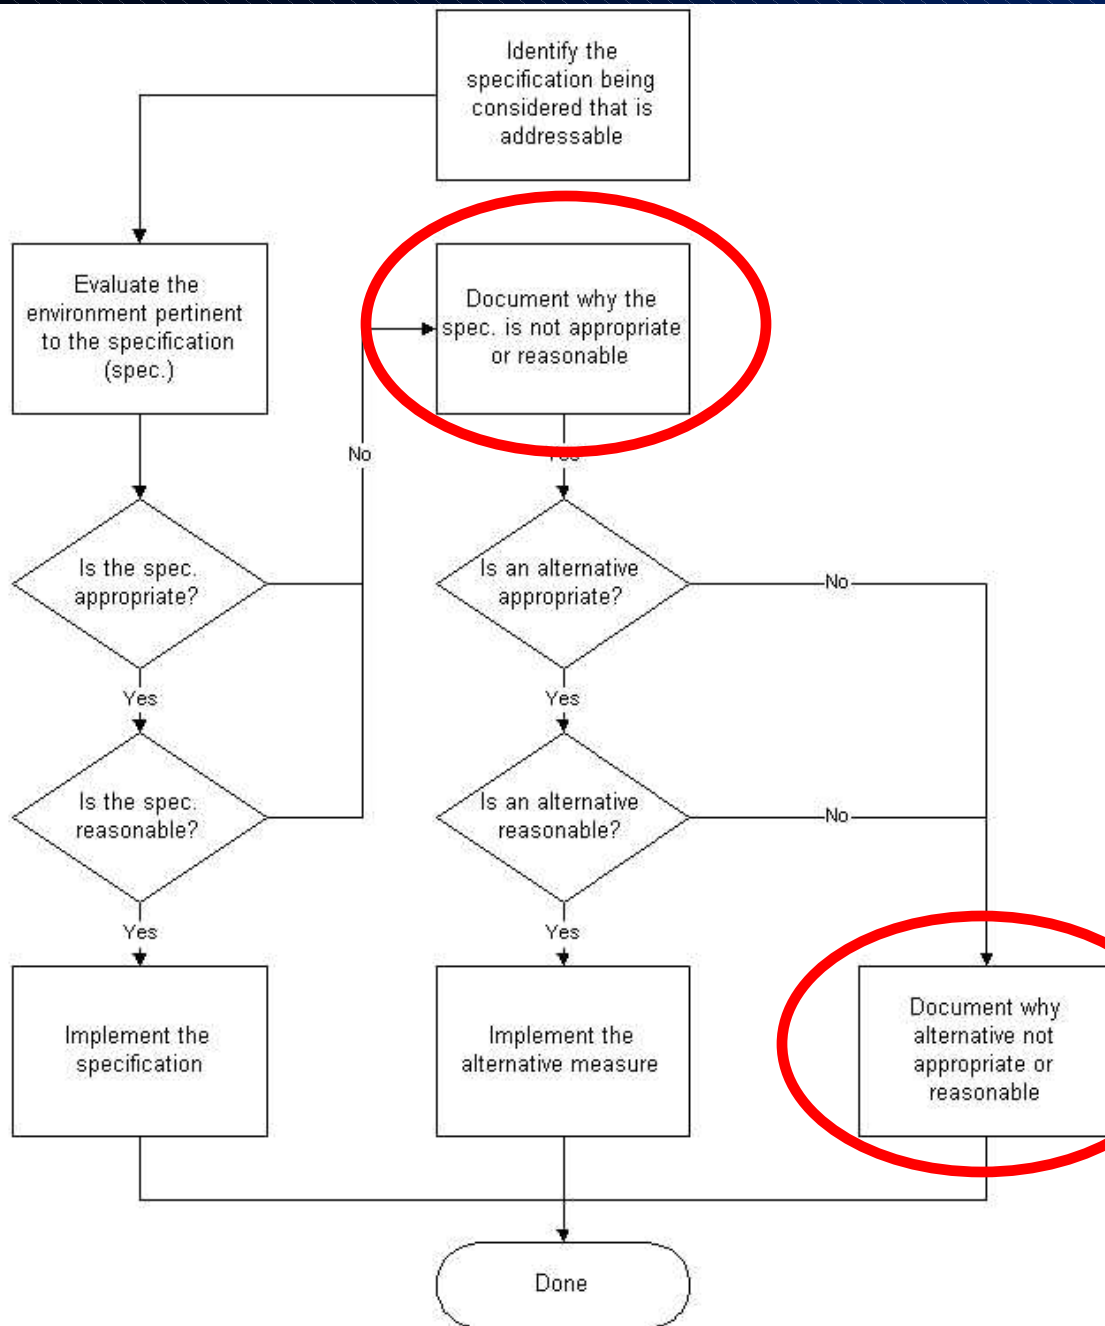 Identify the
specification being
considered that is
addressable
Evaluate the
environment pertinent
to the specification
(spec.)
Document why the
spec. is not appropriate
or reasonable
No
Yes
Is the spec.
appropriate?
Is an alternative
appropriate?
No
Yes
Yes
Is the spec.
reasonable?
Is an alternative
reasonable?
No
Yes
Yes
Implement the
specification
Implement the
alternative measure
Document why
alternative not
appropriate or
reasonable
Done